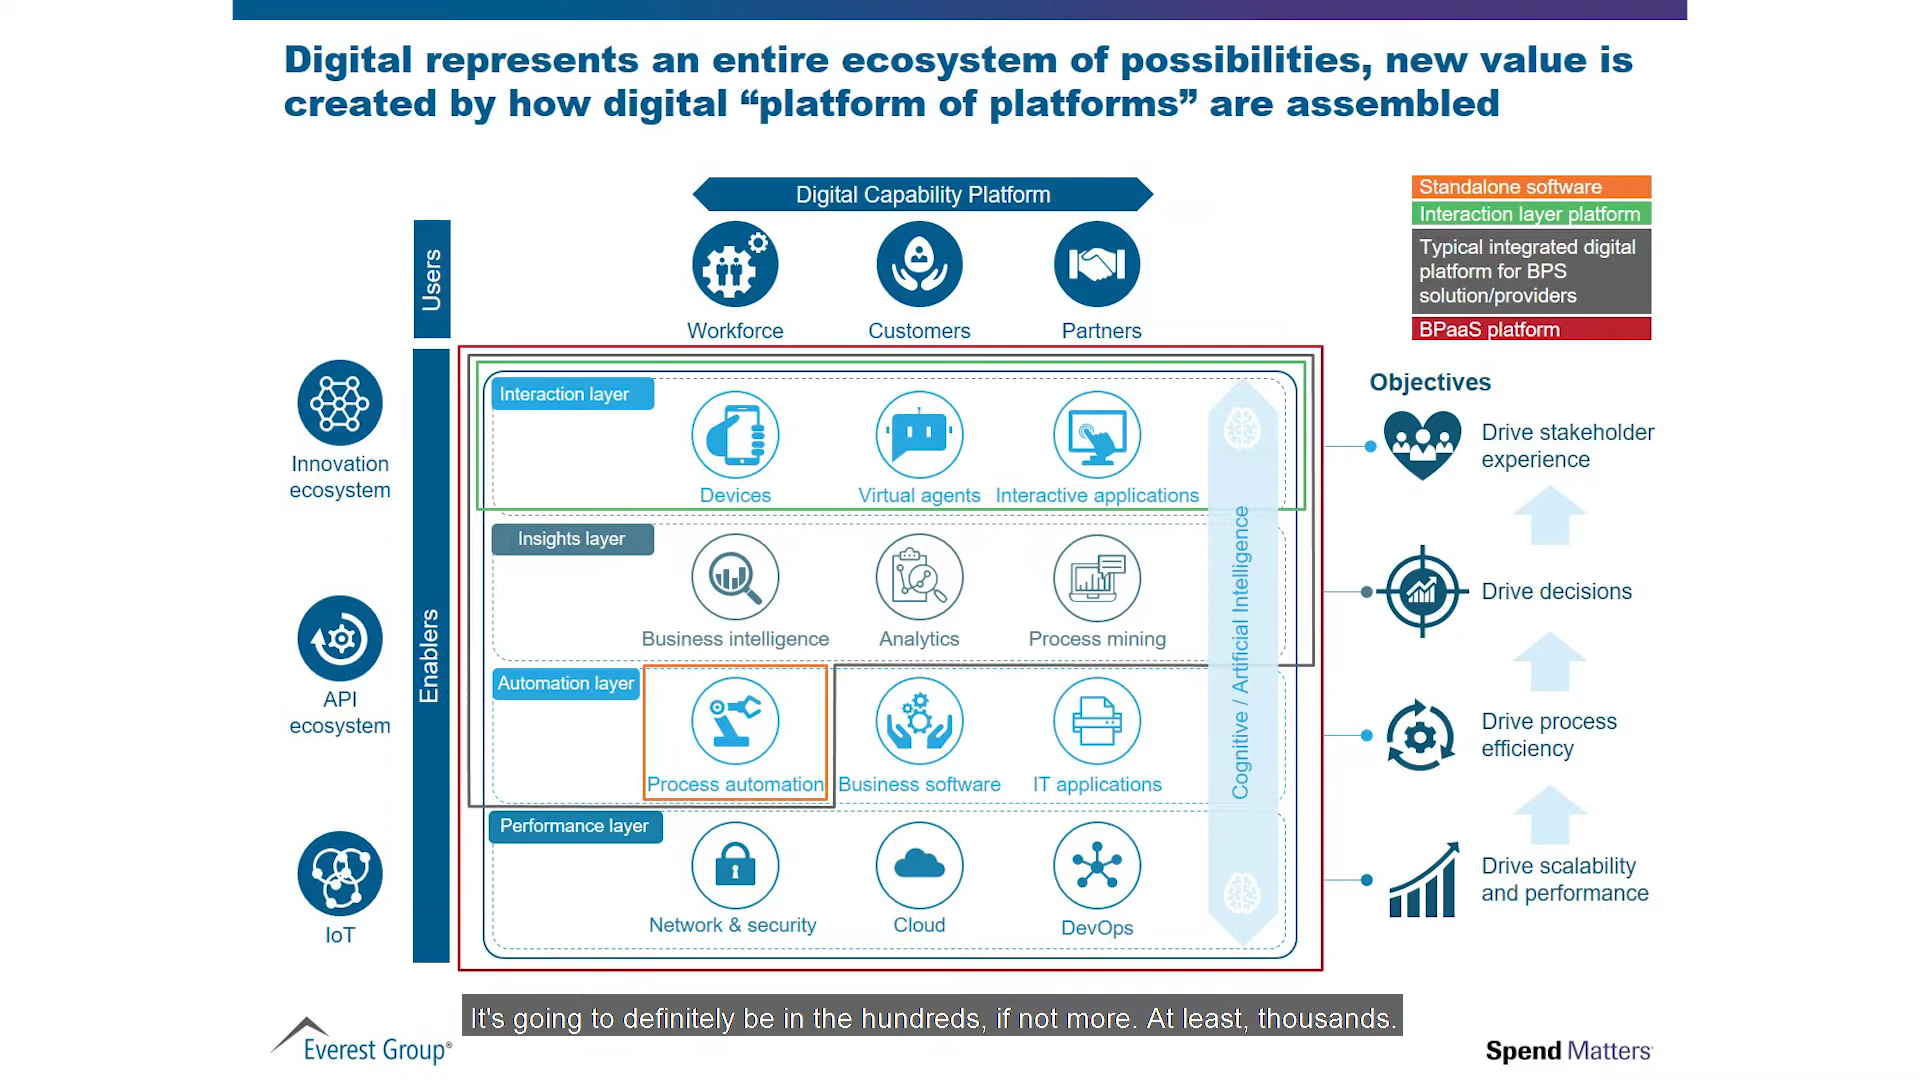 Digital represents an entire ecosystem of possibilities, new value is
created by how digital “platform of platforms” are assembled
Digital Capability Platform
Standalone software
Interaction layer platform
Typical integrated digital
platform for BPS
solution/providers
BPaaS platform
Users
Workforce
Customers
Partners
Enablers
Innovation
ecosystem
API
ecosystem
IoT
Interaction layer
Devices
Virtual agents
Interactive applications
Insights layer
Business intelligence
Analytics
Process mining
Automation layer
Process automation
Business software
IT applications
Performance layer
Network & security
Cloud
DevOps
Cognitive / Artificial Intelligence
Objectives
Drive stakeholder
experience
Drive decisions
Drive process
efficiency
Drive scalability
and performance
It's going to definitely be in the hundreds, if not more. At least, thousands.
Everest Group®
Spend Matters